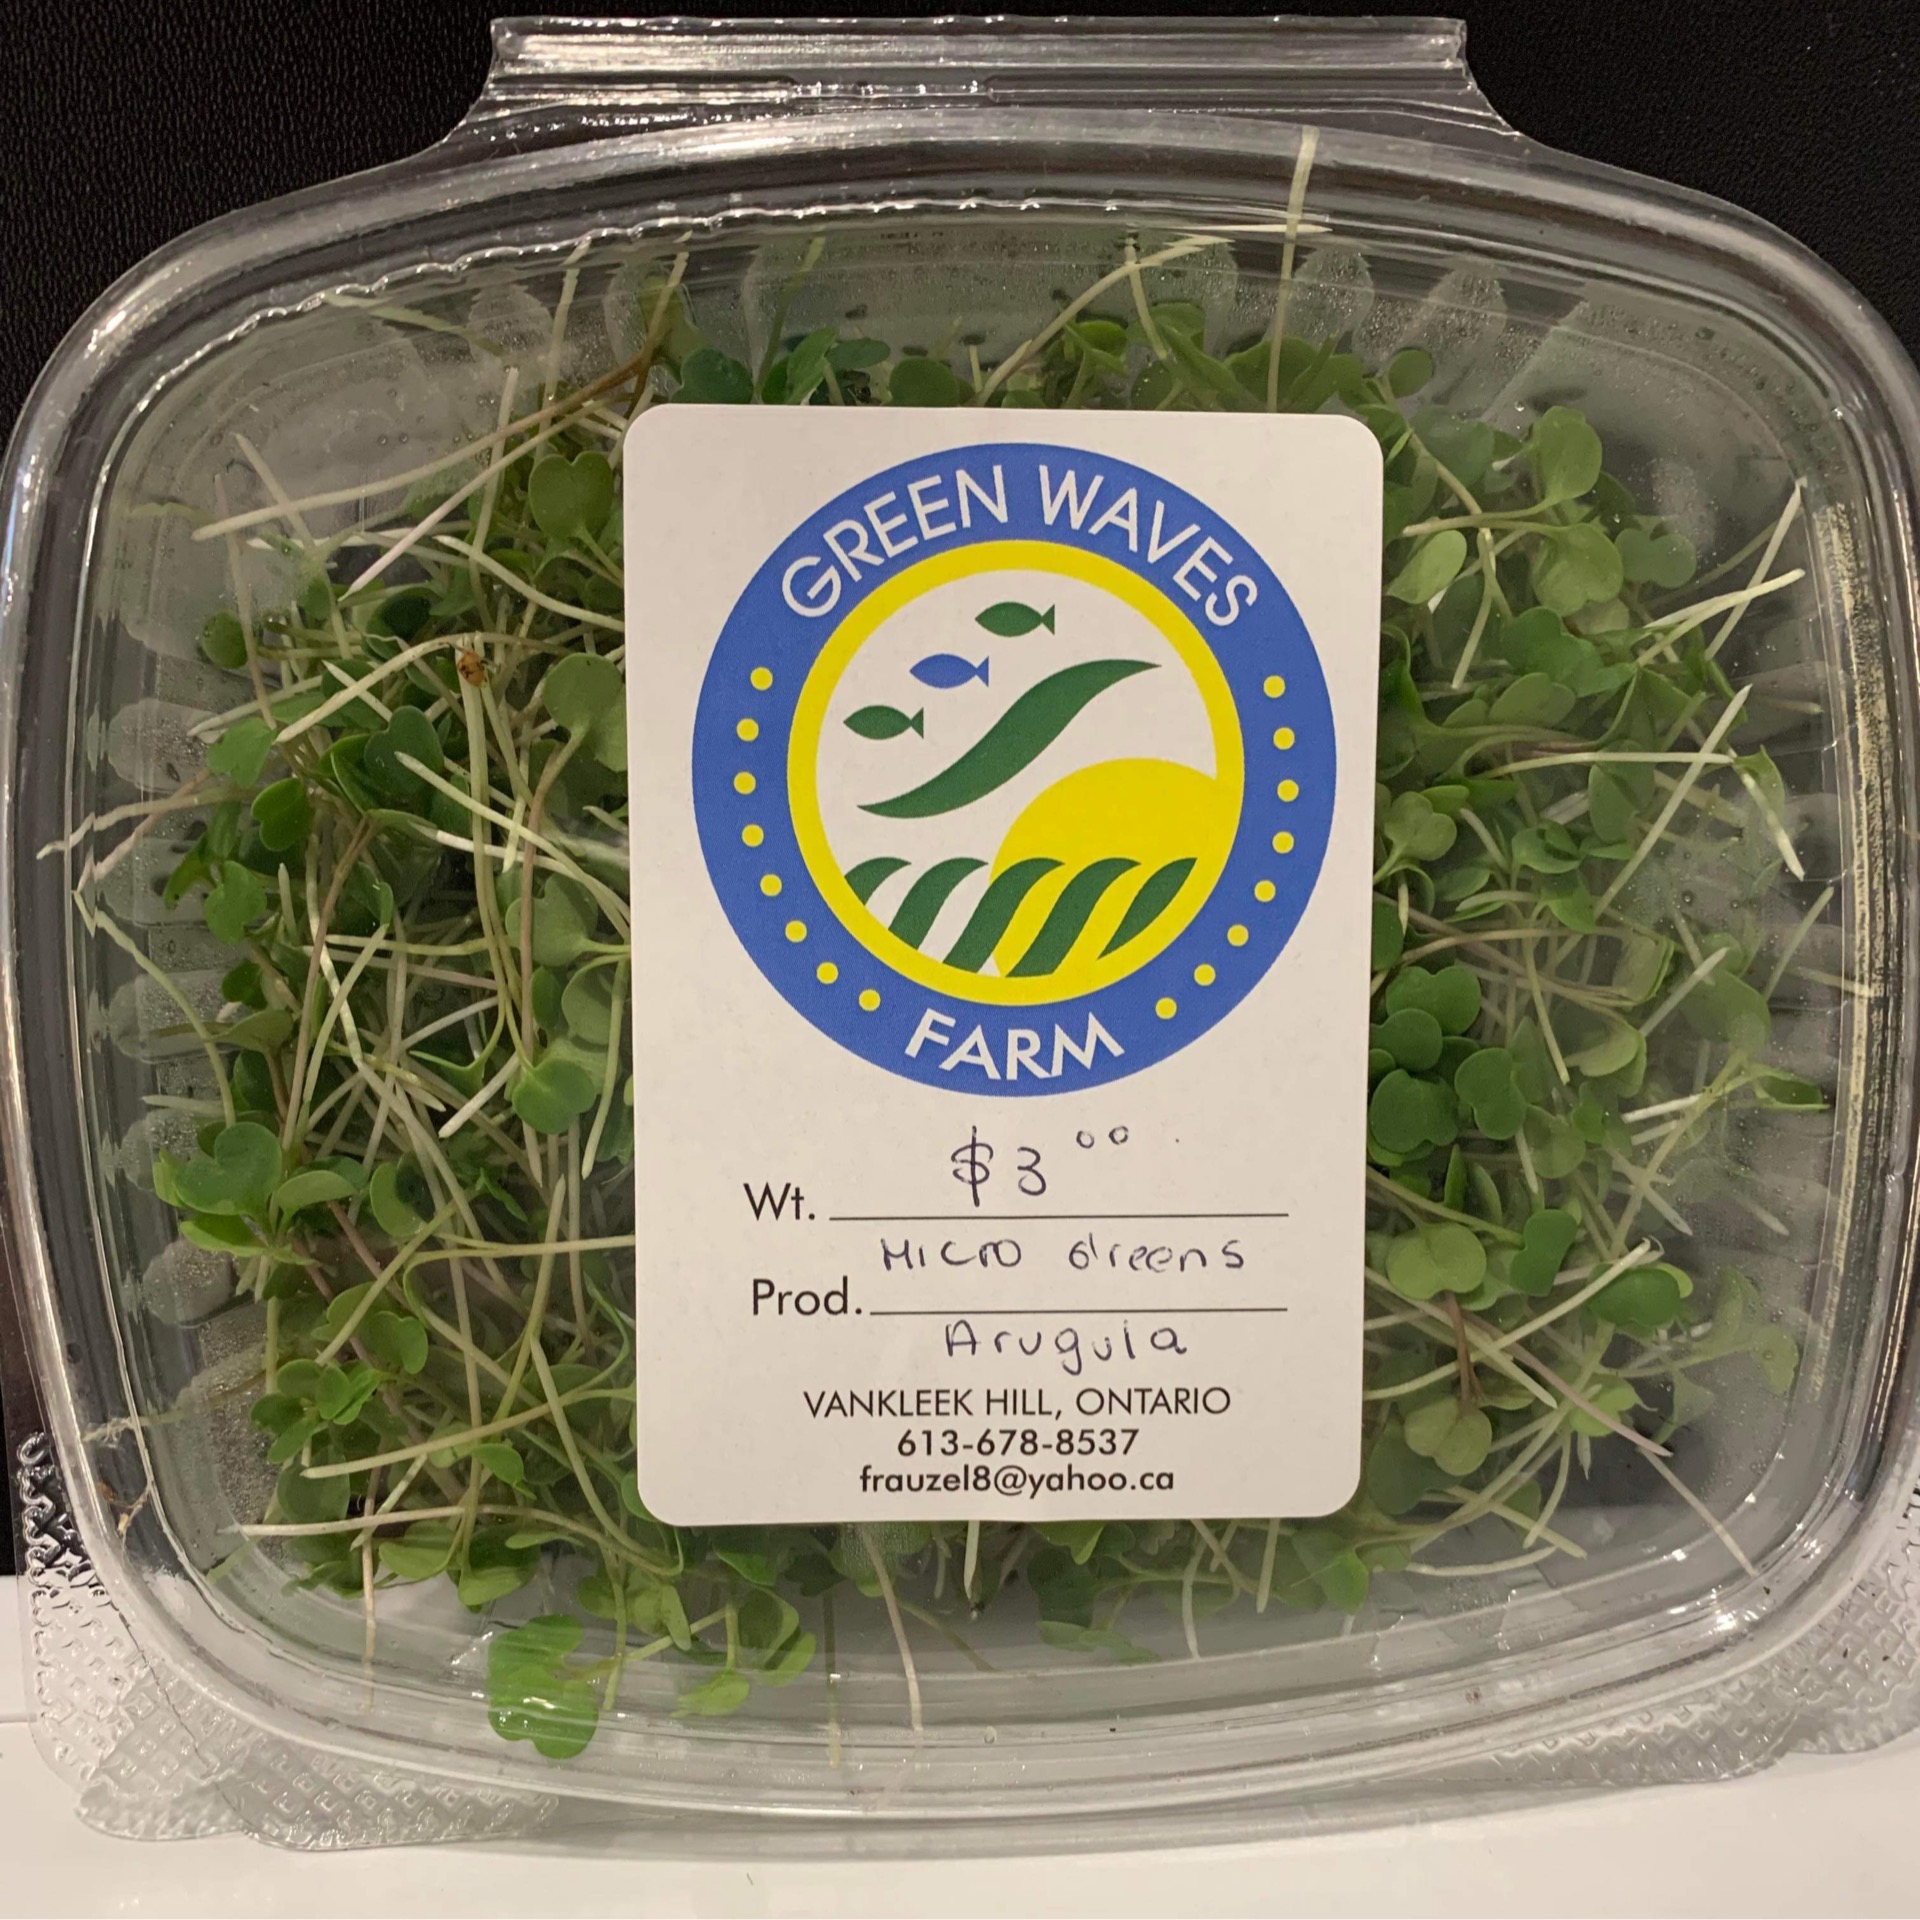 GREEN WAVES
FARM
$3.00
Wt.
Micro Greens
Prod.
Arugula
VANKLEEK HILL, ONTARIO
613-678-8537
frauzel8@yahoo.ca